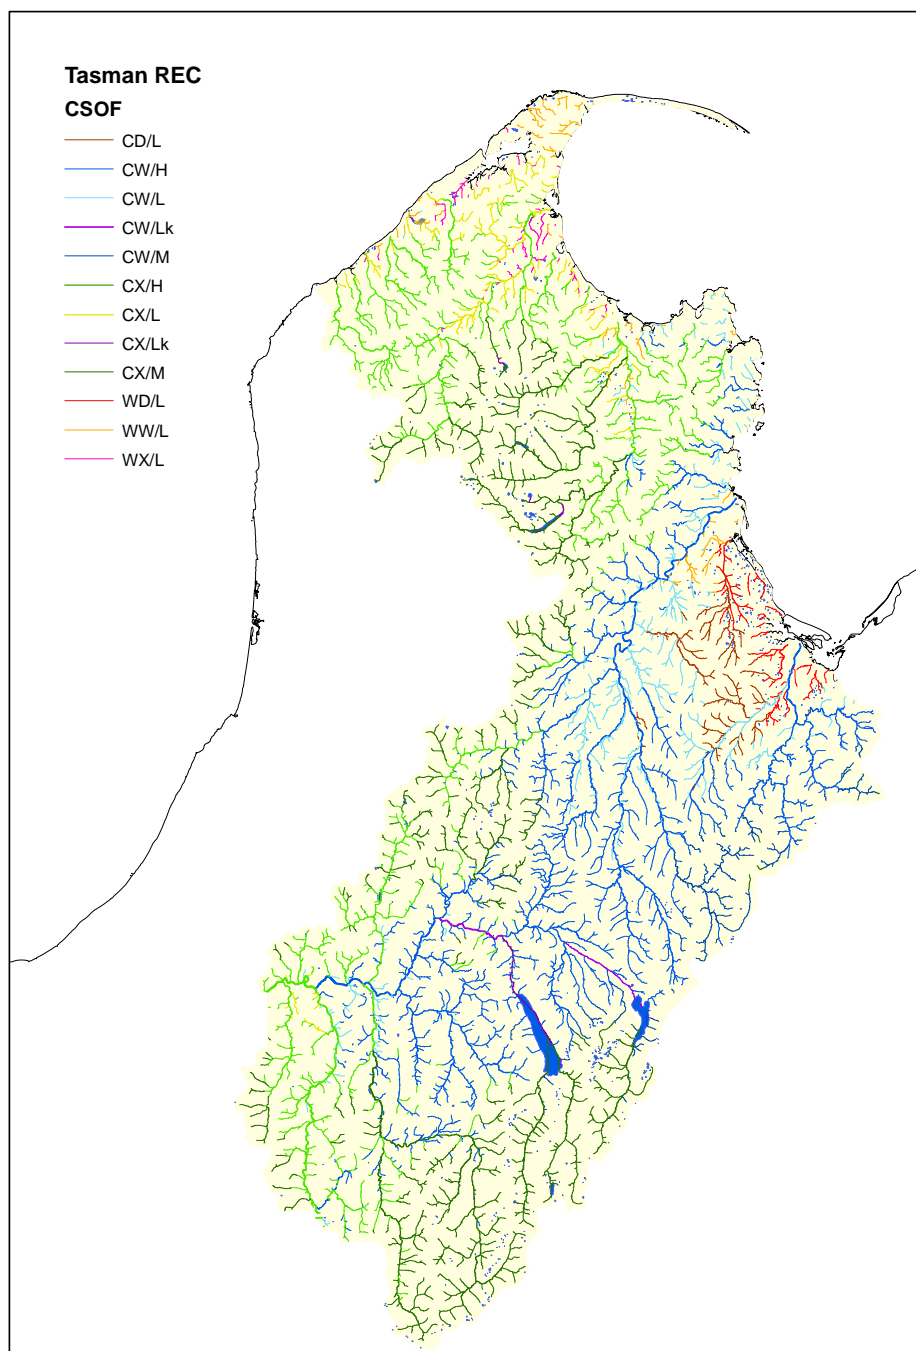 Tasman REC
CSOF
CD/L
CW/H
CW/L
CW/Lk
CW/M
CX/H
CX/L
CX/Lk
CX/M
WD/L
WW/L
WX/L